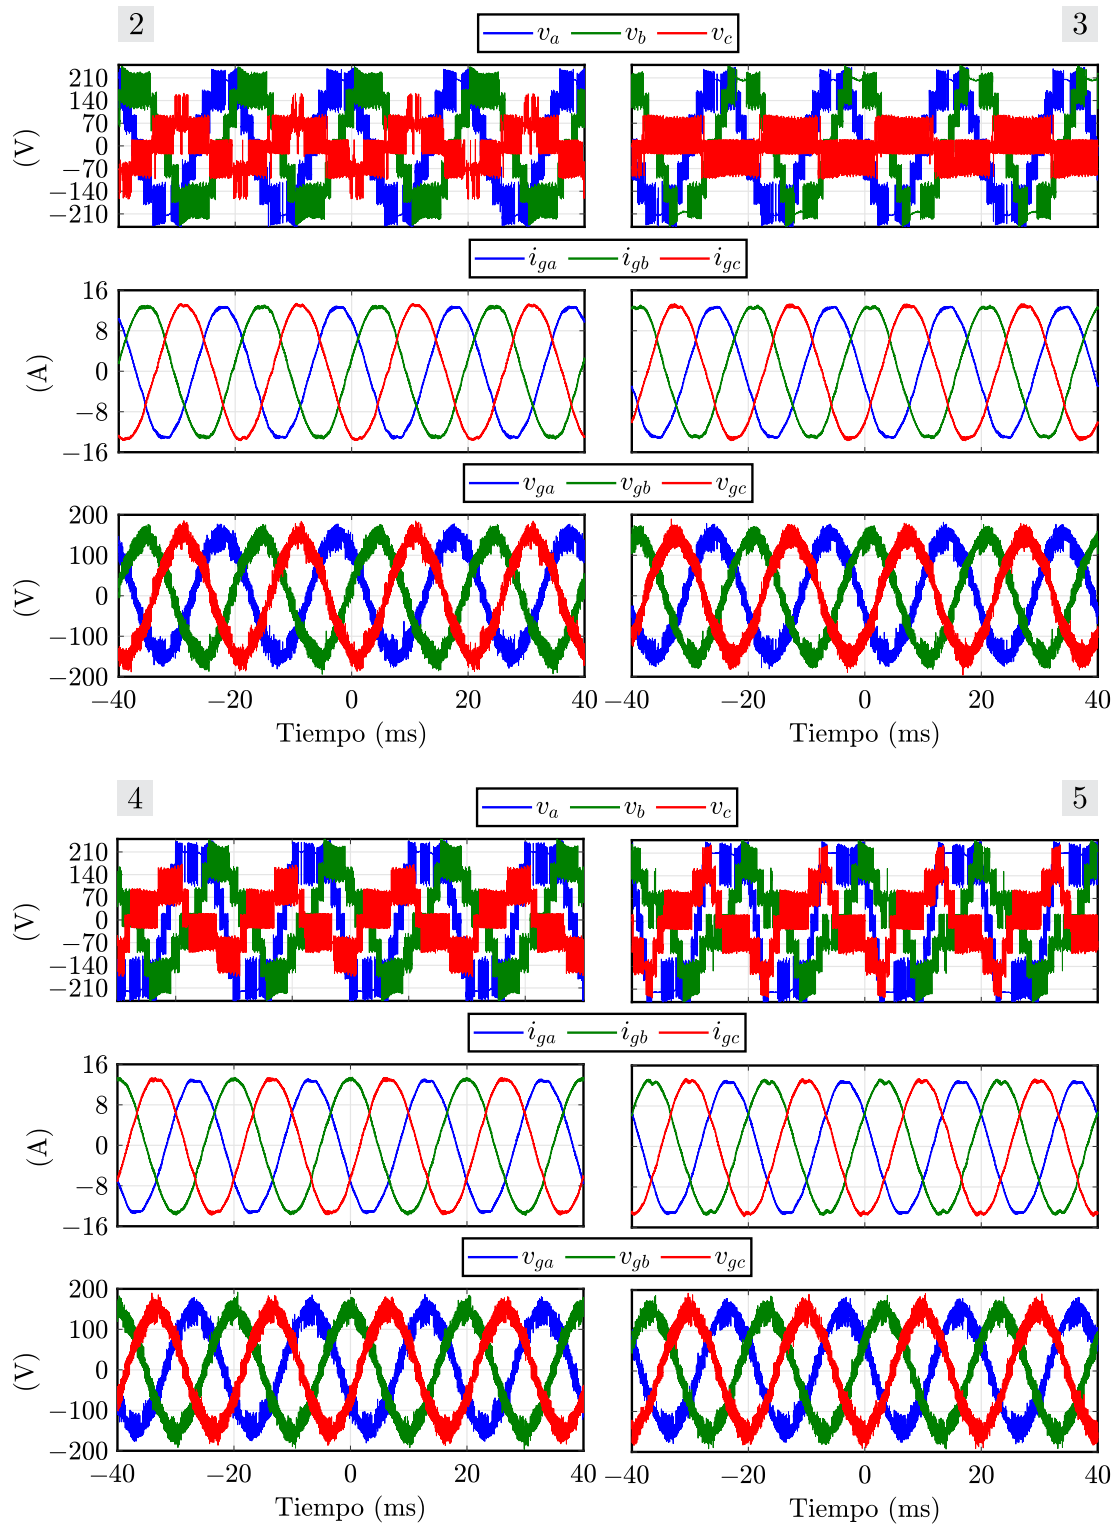 2 3
v_a v_b v_c
210
140
70
0
−70
−140
−210
(V)
i_ga i_gb i_gc
16
8
0
−8
−16
(A)
v_ga v_gb v_gc
200
100
0
−100
−200
(V)
−40 −20 0 20 40 −40 −20 0 20 40
Tiempo (ms) Tiempo (ms)
4 5
v_a v_b v_c
210
140
70
0
−70
−140
−210
(V)
i_ga i_gb i_gc
16
8
0
−8
−16
(A)
v_ga v_gb v_gc
200
100
0
−100
−200
(V)
−40 −20 0 20 40 −40 −20 0 20 40
Tiempo (ms) Tiempo (ms)